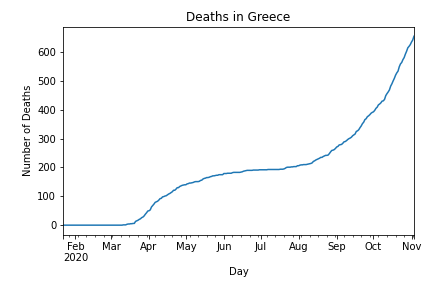 Deaths in Greece
Number of Deaths
600
500
400
300
200
100
0
Feb Mar Apr May Jun Jul Aug Sep Oct Nov
2020
Day